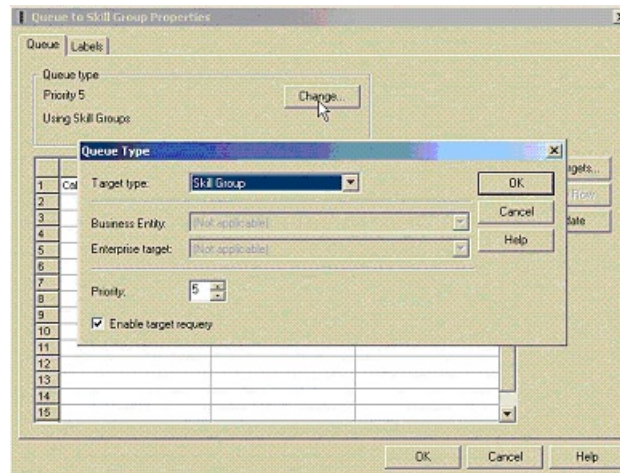 Queue to Skill Group Properties
Queue
Labels
Queue type
Priority 5
Change...
Using Skill Groups
Queue Type
Target type:
Skill Group
OK
Business Entity:
(Not applicable)
Cancel
Enterprise target:
(Not applicable)
Help
Priority:
5
Enable target requery
1
2
3
4
5
6
7
8
9
10
11
12
13
14
15
OK
Cancel
Help